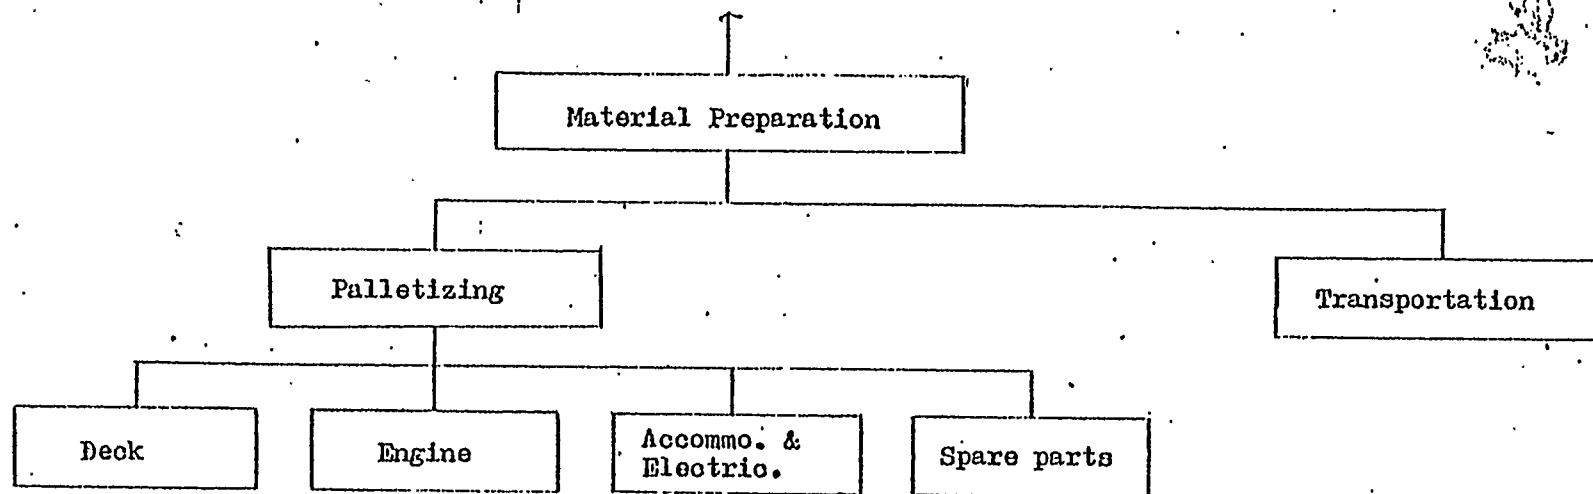 Material Preparation
Palletizing
Transportation
Deck
Engine
Accommo. &
Electric.
Spare parts